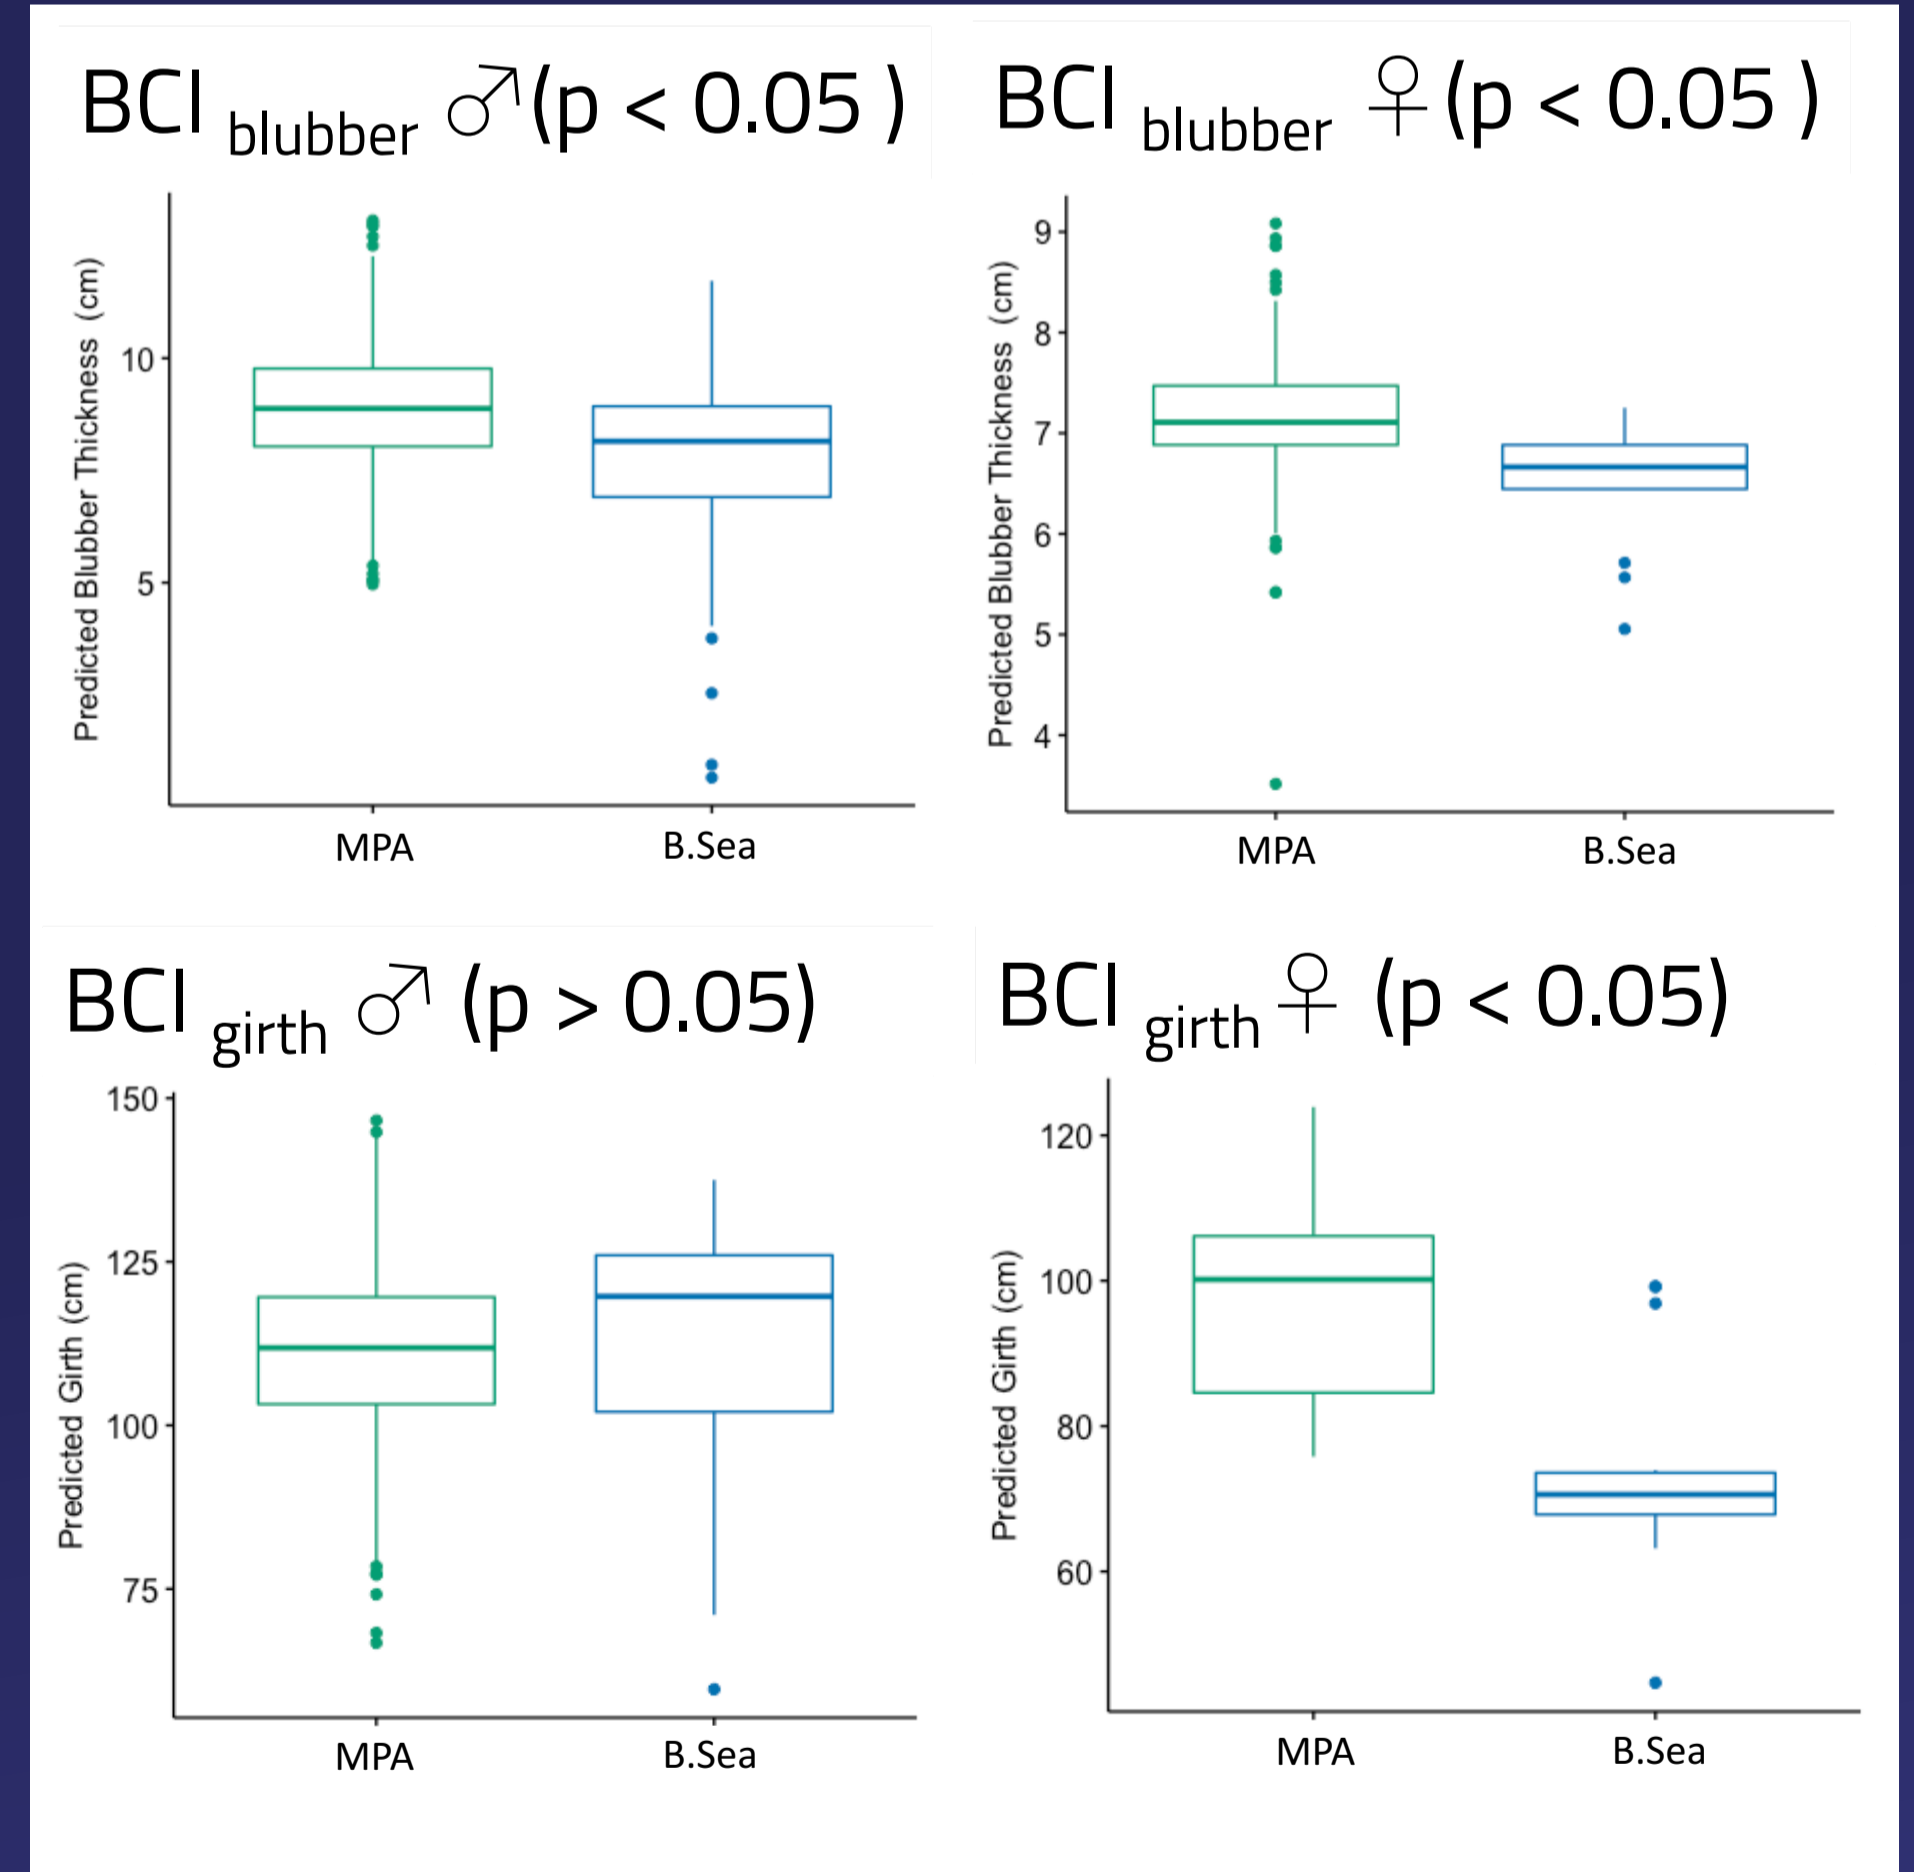 BCI blubber ♂ (p < 0.05 )
Predicted Blubber Thickness (cm)
10
5
MPA
B.Sea
BCI blubber ♀ (p < 0.05 )
Predicted Blubber Thickness (cm)
9
8
7
6
5
4
MPA
B.Sea
BCI girth ♂ (p > 0.05)
Predicted Girth (cm)
150
125
100
75
MPA
B.Sea
BCI girth ♀ (p < 0.05)
Predicted Girth (cm)
120
100
80
60
MPA
B.Sea